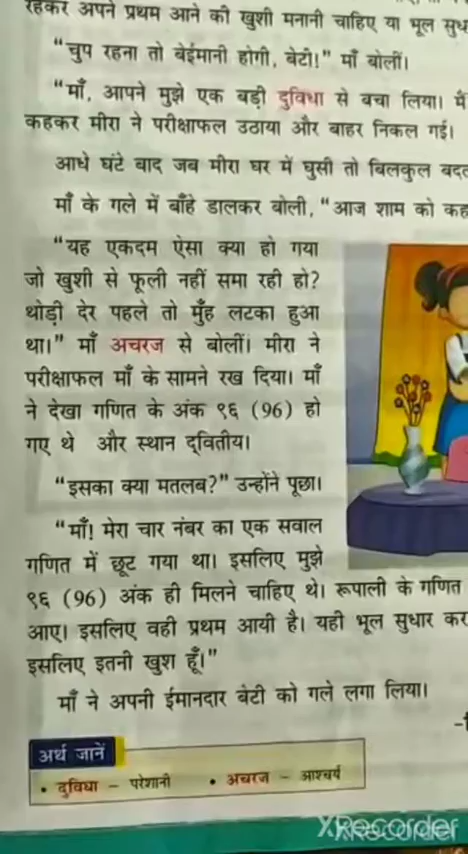 रहकर अपने प्रथम आने की खुशी मनानी चाहिए या भूल सुध
“चुप रहना तो बेईमानी होगी, बेटी!” माँ बोलीं।
“माँ, आपने मुझे एक बड़ी दुविधा से बचा लिया। मैं
कहकर मीरा ने परीक्षाफल उठाया और बाहर निकल गई।
आधे घंटे बाद जब मीरा घर में घुसी तो बिलकुल बदल
माँ के गले में बाँहे डालकर बोली, “आज शाम को कह
“यह एकदम ऐसा क्या हो गया
जो खुशी से फूली नहीं समा रही हो?
थोड़ी देर पहले तो मुँह लटका हुआ
था।” माँ अचरज से बोलीं। मीरा ने
परीक्षाफल माँ के सामने रख दिया। माँ
ने देखा गणित के अंक ९६ (96) हो
गए थे और स्थान द्वितीय।
“इसका क्या मतलब?” उन्होंने पूछा।
“माँ! मेरा चार नंबर का एक सवाल
गणित में छूट गया था। इसलिए मुझे
९६ (96) अंक ही मिलने चाहिए थे। रूपाली के गणित
आए। इसलिए वही प्रथम आयी है। यही भूल सुधार कर
इसलिए इतनी खुश हूँ।”
माँ ने अपनी ईमानदार बेटी को गले लगा लिया।
अर्थ जानें
• दुविधा – परेशानी • अचरज – आश्चर्य
XRecorder